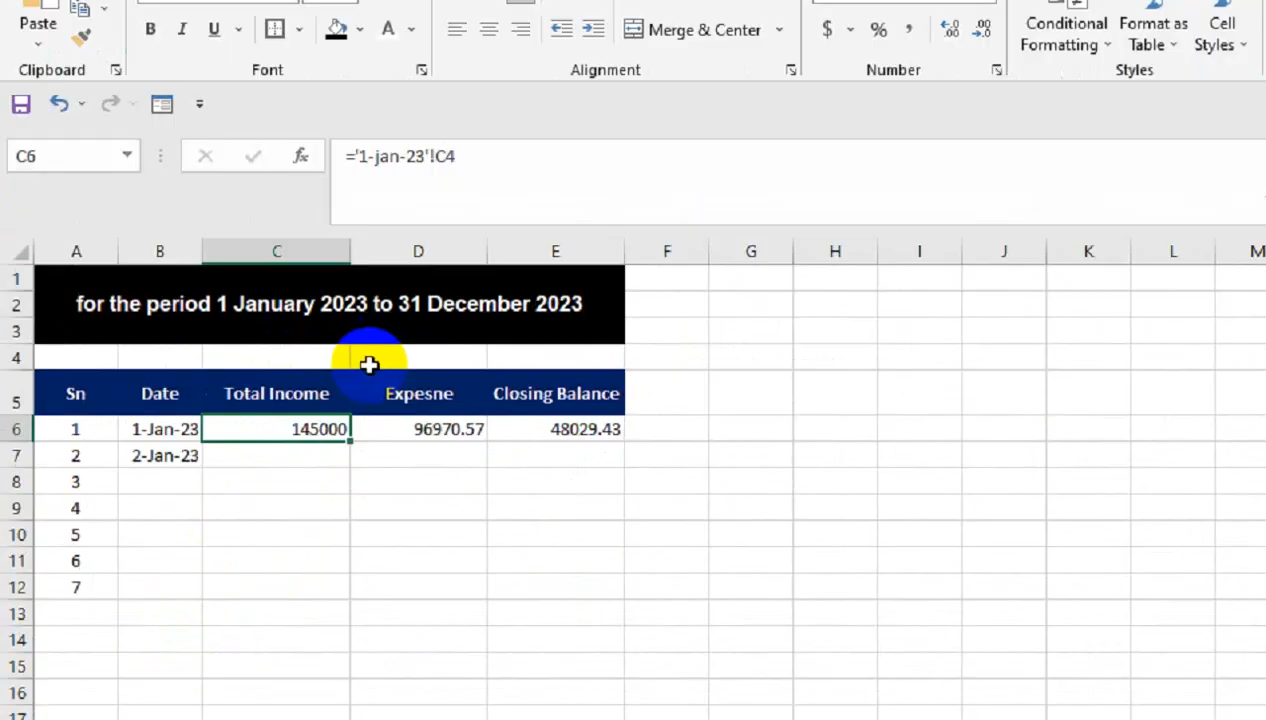 Paste
B I U A
Merge & Center
$ % ,
Conditional Formatting
Format as Table
Cell Styles
Clipboard
Font
Alignment
Number
Styles
C6
fx
='1-jan-23'!C4
A B C D E F G H I J K L M
1
2 for the period 1 January 2023 to 31 December 2023
3
4
5 Sn Date Total Income Expesne Closing Balance
6 1 1-Jan-23 145000 96970.57 48029.43
7 2 2-Jan-23
8 3
9 4
10 5
11 6
12 7
13
14
15
16
17